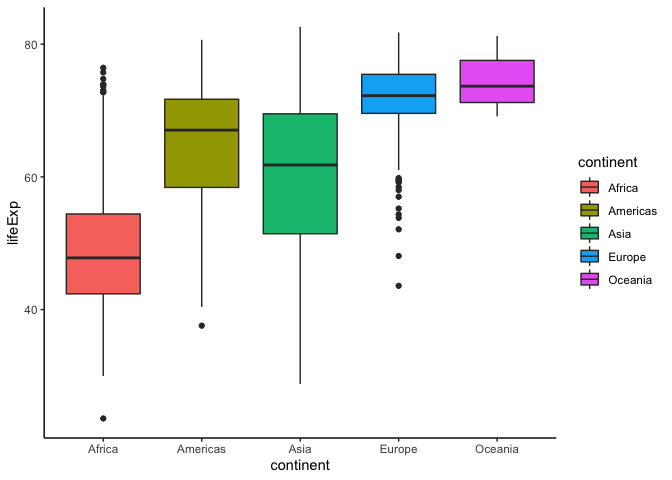 80
60
40
lifeExp
Africa
Americas
Asia
Europe
Oceania
continent
continent
Africa
Americas
Asia
Europe
Oceania